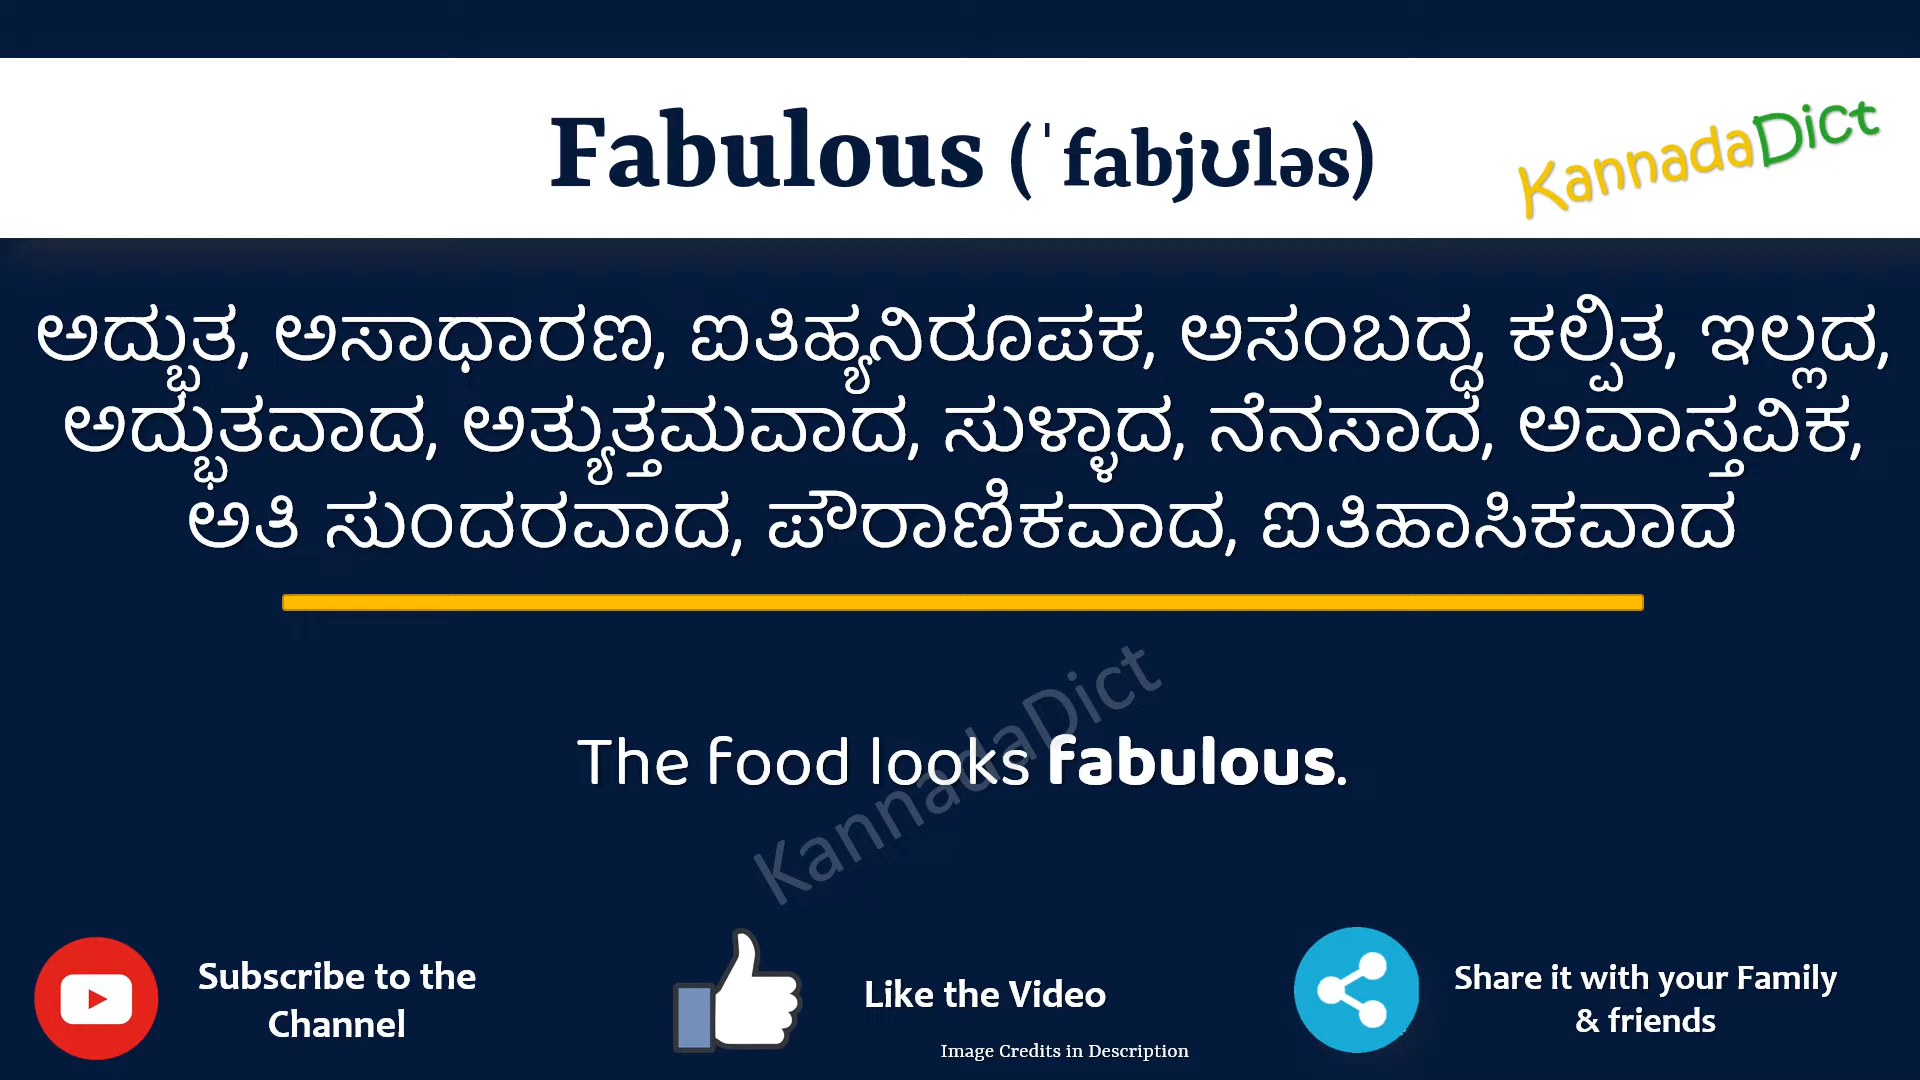 Fabulous (ˈfabjʊləs)
KannadaDict
ಅದ್ಭುತ, ಅಸಾಧಾರಣ, ಐತಿಹ್ಯನಿರೂಪಕ, ಅಸಂಬದ್ಧ, ಕಲ್ಪಿತ, ಇಲ್ಲದ,
ಅದ್ಭುತವಾದ, ಅತ್ಯುತ್ತಮವಾದ, ಸುಳ್ಳಾದ, ನೆನಸಾದ, ಅವಾಸ್ತವಿಕ,
ಅತಿ ಸುಂದರವಾದ, ಪೌರಾಣಿಕವಾದ, ಐತಿಹಾಸಿಕವಾದ
KannadaDict
The food looks fabulous.
Subscribe to the
Channel
Like the Video
Share it with your Family
& friends
Image Credits in Description